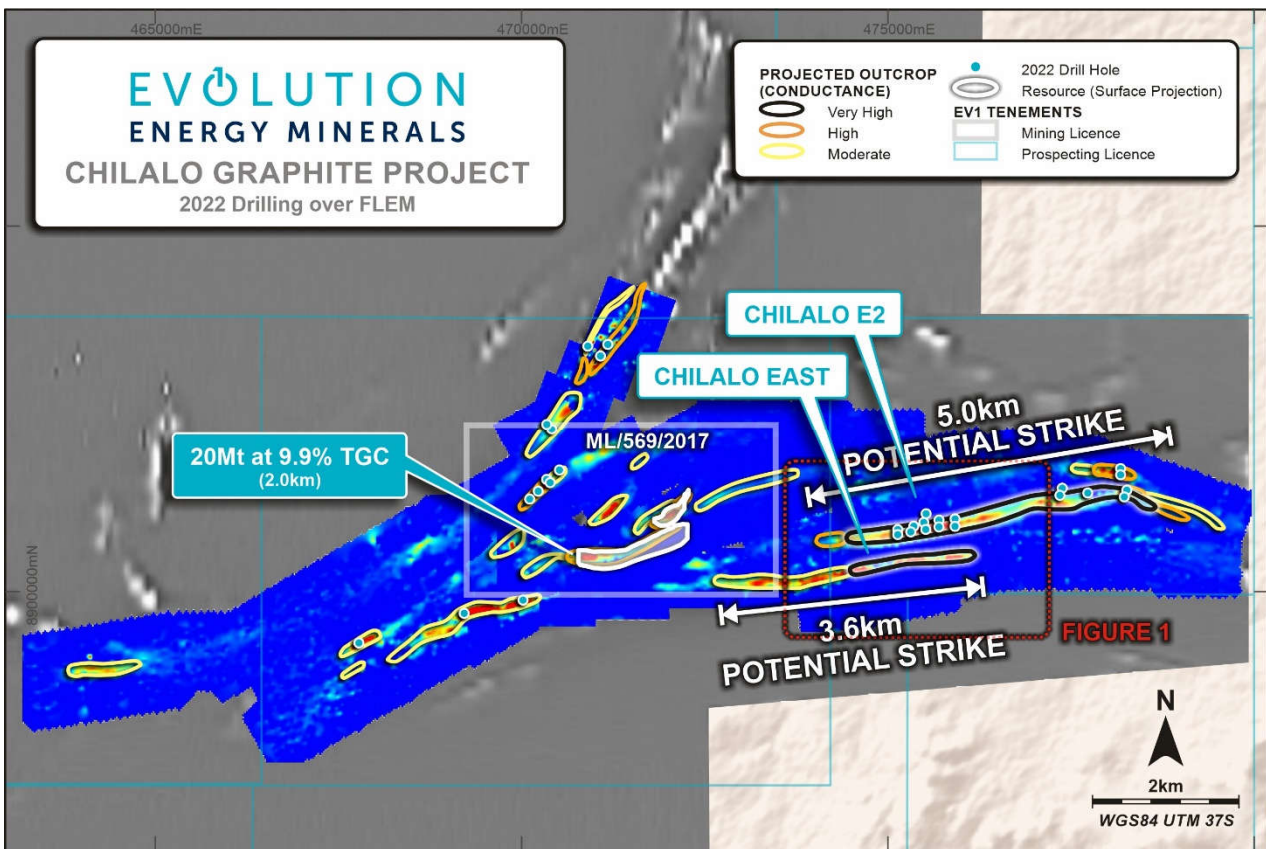 465000mE
470000mE
475000mE
EVOLUTION
ENERGY MINERALS
CHILALO GRAPHITE PROJECT
2022 Drilling over FLEM
PROJECTED OUTCROP
(CONDUCTANCE)
Very High
High
Moderate
2022 Drill Hole
Resource (Surface Projection)
EV1 TENEMENTS
Mining Licence
Prospecting Licence
CHILALO E2
CHILALO EAST
5.0km
POTENTIAL STRIKE
ML/569/2017
20Mt at 9.9% TGC
(2.0km)
8900000mN
3.6km
POTENTIAL STRIKE
FIGURE 1
N
2km
WGS84 UTM 37S